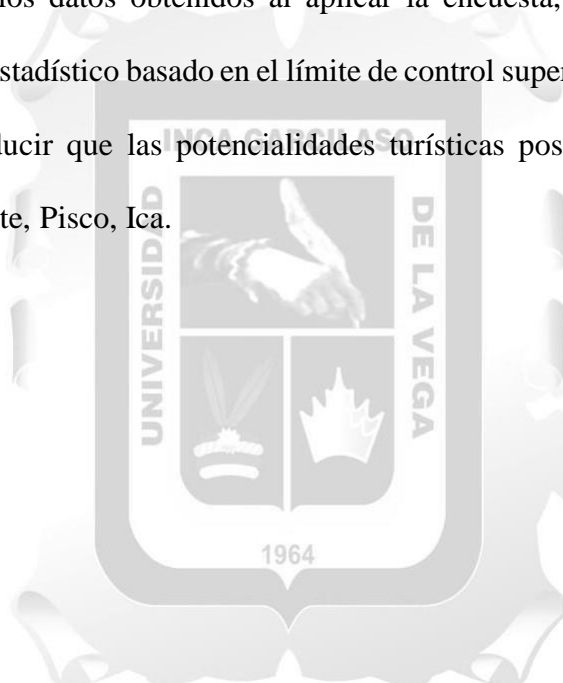 los datos obtenidos al aplicar la encuesta,
stadístico basado en el límite de control super
ducir que las potencialidades turísticas pos
INCA GARCILASO
te, Pisco, Ica.
UNIVERSIDAD
DE LA VEGA
1964